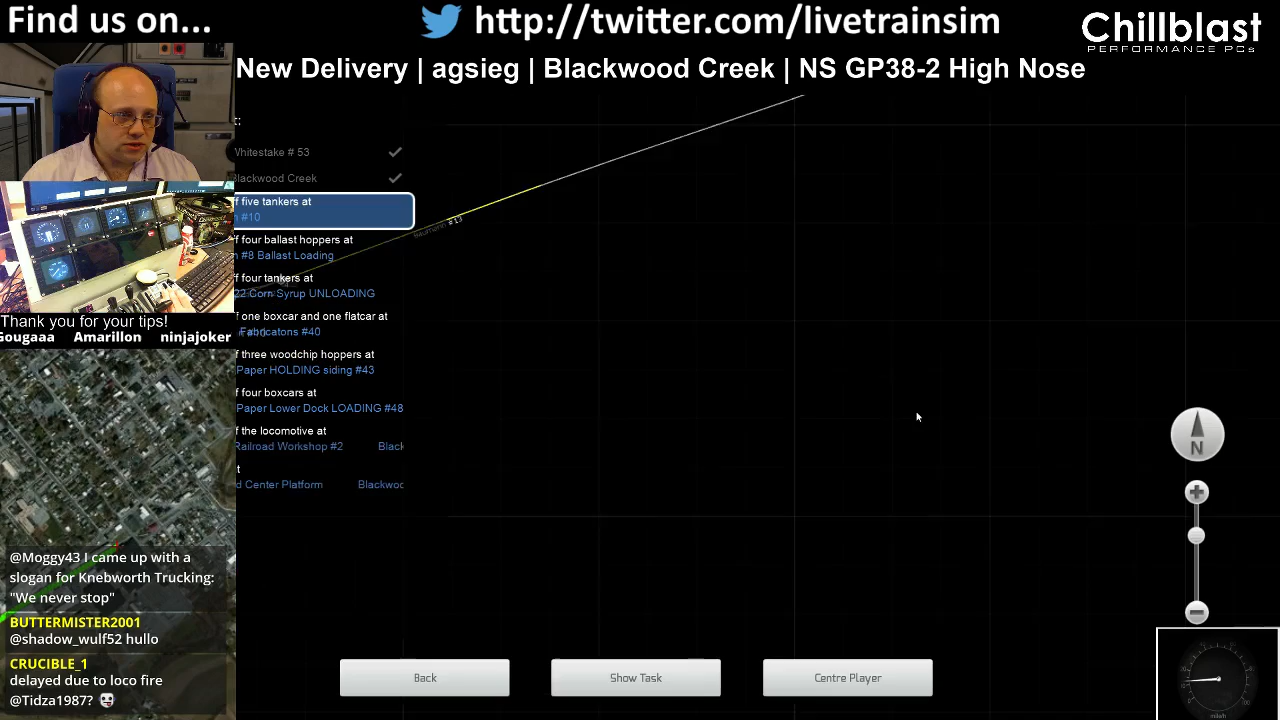 Find us on...
http://twitter.com/livetrainsim
Chillblast
PERFORMANCE PCs
New Delivery | agsieg | Blackwood Creek | NS GP38-2 High Nose
Whitestake # 53
Blackwood Creek
f five tankers at
#10
f four ballast hoppers at
#8 Ballast Loading
f four tankers at
22 Corn Syrup UNLOADING
f one boxcar and one flatcar at
Fabricatons #40
f three woodchip hoppers at
Paper HOLDING siding #43
f four boxcars at
Paper Lower Dock LOADING #48
f the locomotive at
Railroad Workshop #2 Black
t
d Center Platform Blackwoo
#13
N
Thank you for your tips!
Gougaaa Amarillon ninjajoker
@Moggy43 I came up with a
slogan for Knebworth Trucking:
"We never stop"
BUTTERMISTER2001
@shadow_wulf52 hullo
CRUCIBLE_1
delayed due to loco fire
@Tidza1987?
Back
Show Task
Centre Player